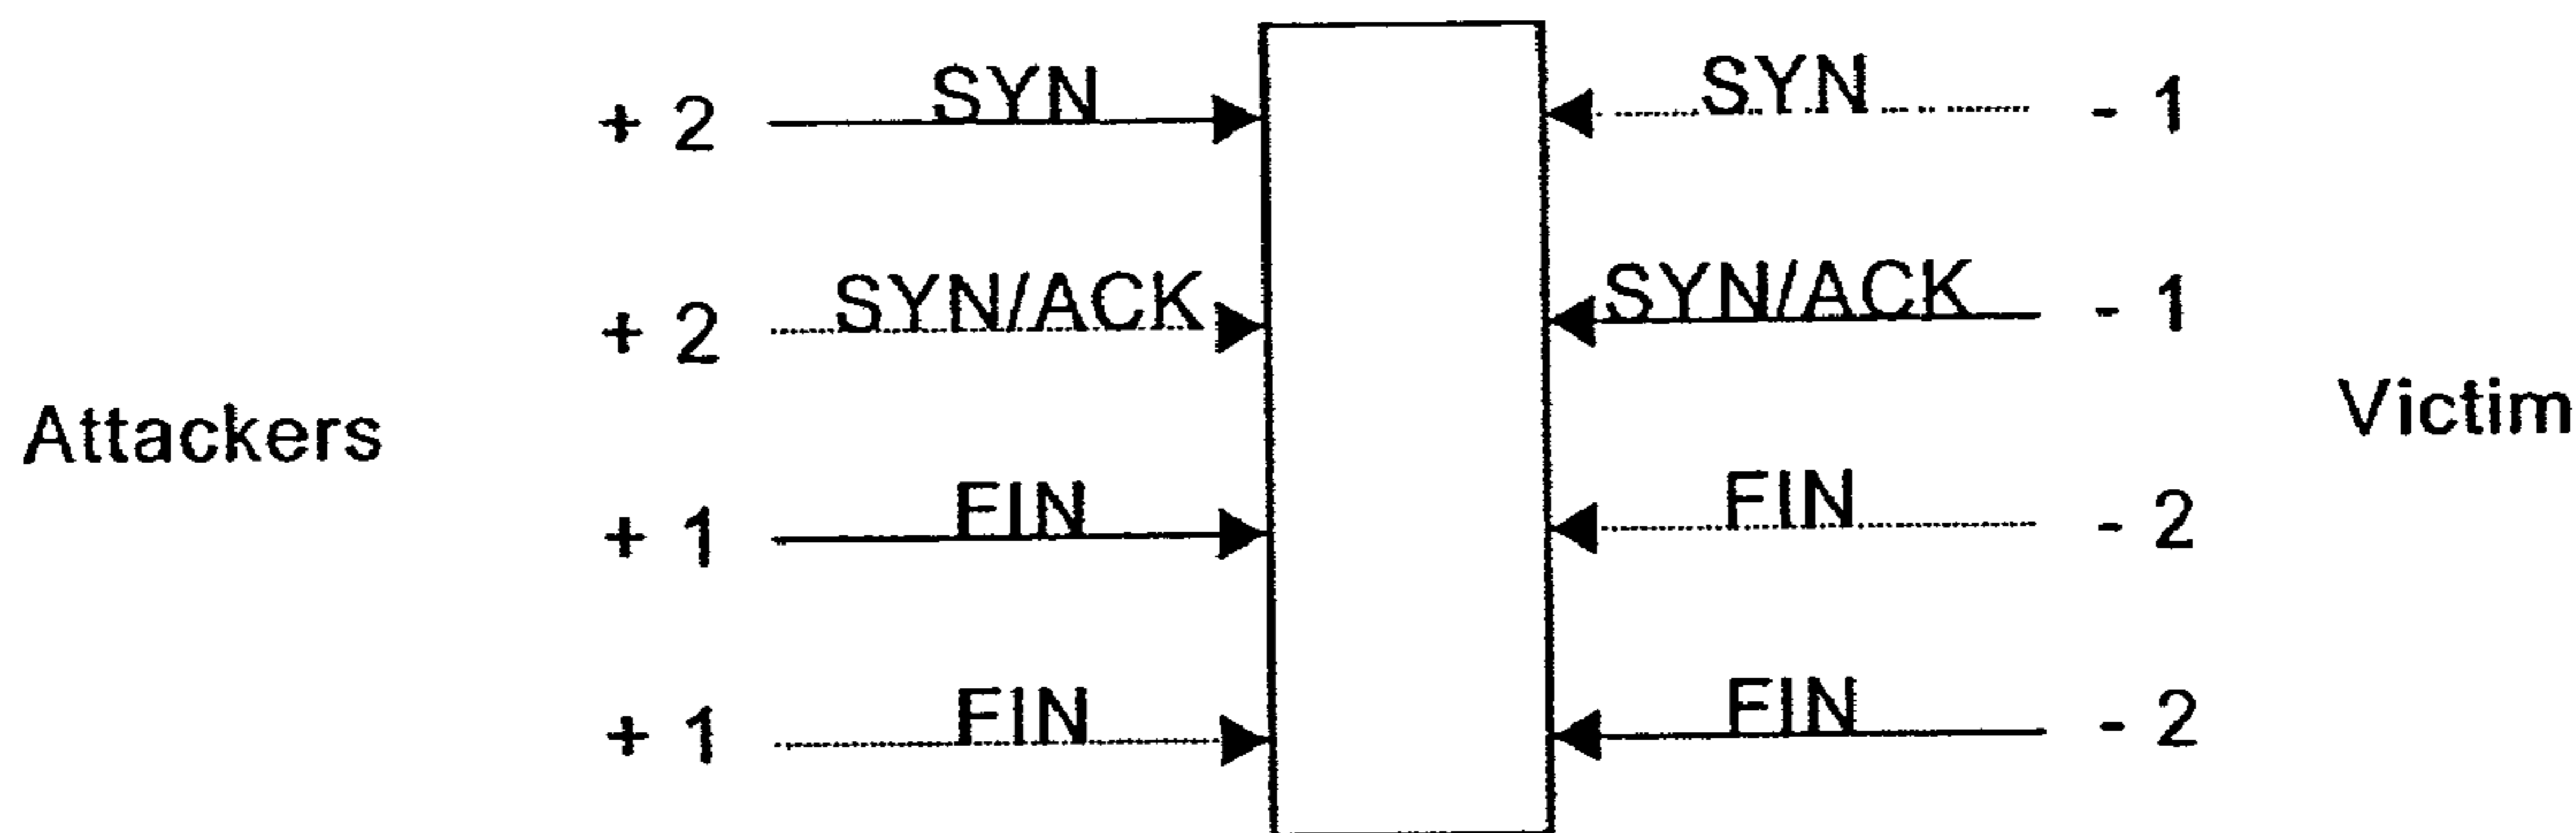 + 2 SYN SYN - 1
+ 2 SYN/ACK SYN/ACK - 1
Attackers Victim
+ 1 FIN FIN - 2
+ 1 FIN FIN - 2